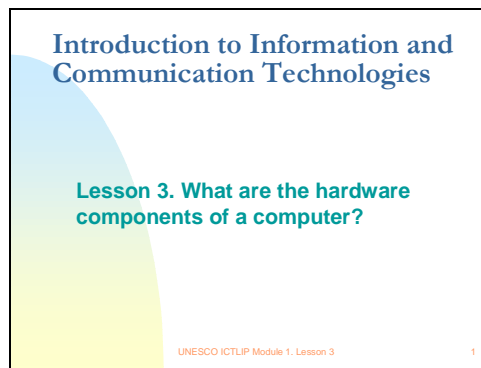 Introduction to Information and
Communication Technologies
Lesson 3. What are the hardware
components of a computer?
UNESCO ICTLIP Module 1. Lesson 3 1